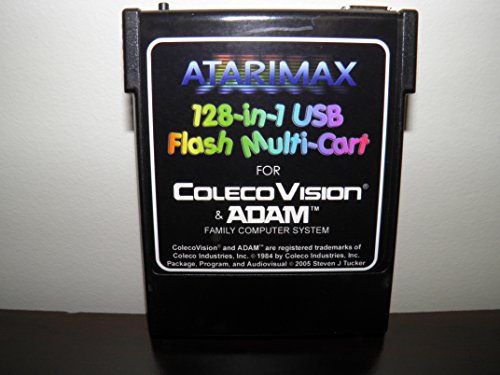 ATARIMAX
128-in-1 USB
Flash Multi-Cart
FOR
COLECOVISION®
& ADAM™
FAMILY COMPUTER SYSTEM
ColecoVision® and ADAM™ are registered trademarks of
Coleco Industries, Inc. © 1984 by Coleco Industries, Inc.
Package, Program, and Audiovisual © 2005 Steven J Tucker